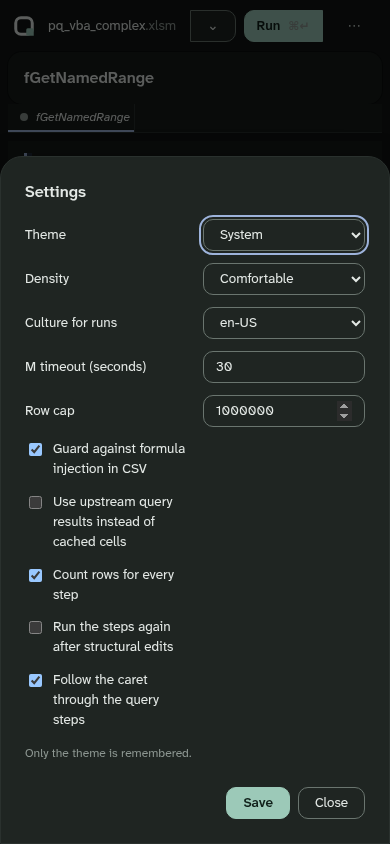 pq_vba_complex.xlsm
Run ⌘↵
...
fGetNamedRange
fGetNamedRange
Settings
Theme System
Density Comfortable
Culture for runs en-US
M timeout (seconds) 30
Row cap 1000000
Guard against formula
injection in CSV
Use upstream query
results instead of
cached cells
Count rows for every
step
Run the steps again
after structural edits
Follow the caret
through the query
steps
Only the theme is remembered.
Save Close